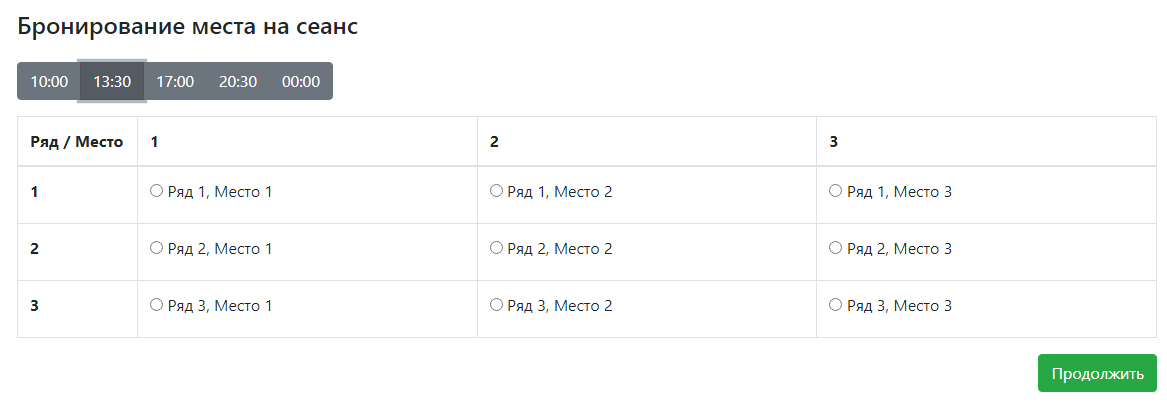 Бронирование места на сеанс
10:00 13:30 17:00 20:30 00:00
Ряд / Место 1 2 3
1 Ряд 1, Место 1 Ряд 1, Место 2 Ряд 1, Место 3
2 Ряд 2, Место 1 Ряд 2, Место 2 Ряд 2, Место 3
3 Ряд 3, Место 1 Ряд 3, Место 2 Ряд 3, Место 3
Продолжить